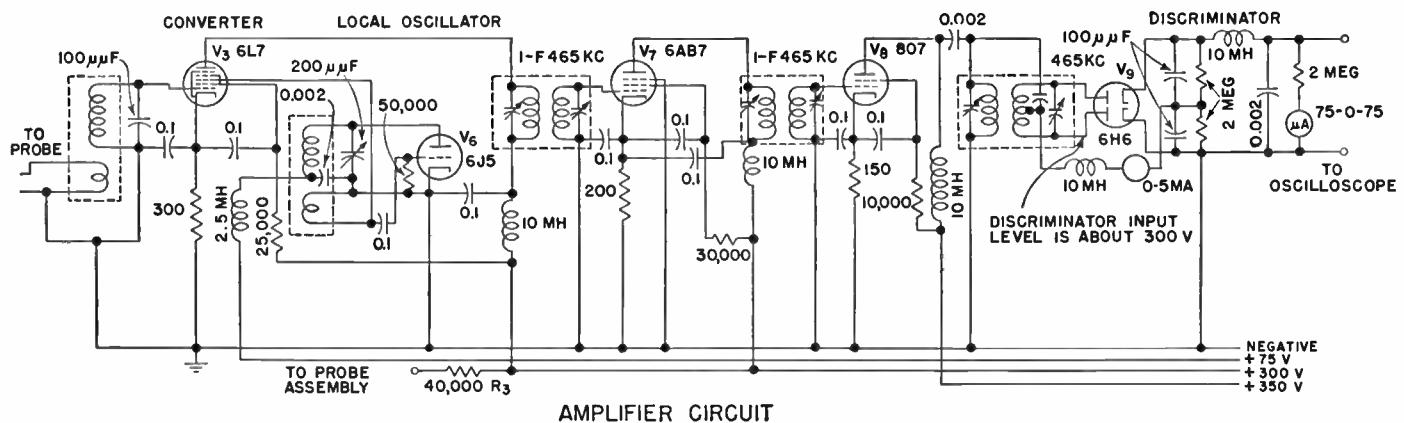 CONVERTER
LOCAL OSCILLATOR
DISCRIMINATOR
V3 6L7
100μμF
200μμF
0.002
50,000
V6
6J5
TO
PROBE
0.1
0.1
300
2.5 MH
25,000
0.1
0.1
10 MH
I-F 465KC
V7 6AB7
0.1
0.1
0.1
200
30,000
I-F 465KC
10 MH
V8 807
0.1
0.1
150
10,000
10 MH
0.002
465KC
V9
6H6
100μμF
10 MH
2 MEG
0.002
2 MEG
μA
75-0-75
TO
OSCILLOSCOPE
10 MH
0-5MA
DISCRIMINATOR INPUT
LEVEL IS ABOUT 300 V
NEGATIVE
+75 V
+300 V
+350 V
TO PROBE
ASSEMBLY
40,000 R3
AMPLIFIER CIRCUIT